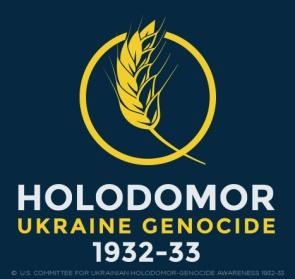 HOLODOMOR
UKRAINE GENOCIDE
1932-33
© U.S. COMMITTEE FOR UKRAINIAN HOLODOMOR-GENOCIDE AWARENESS 1932-33